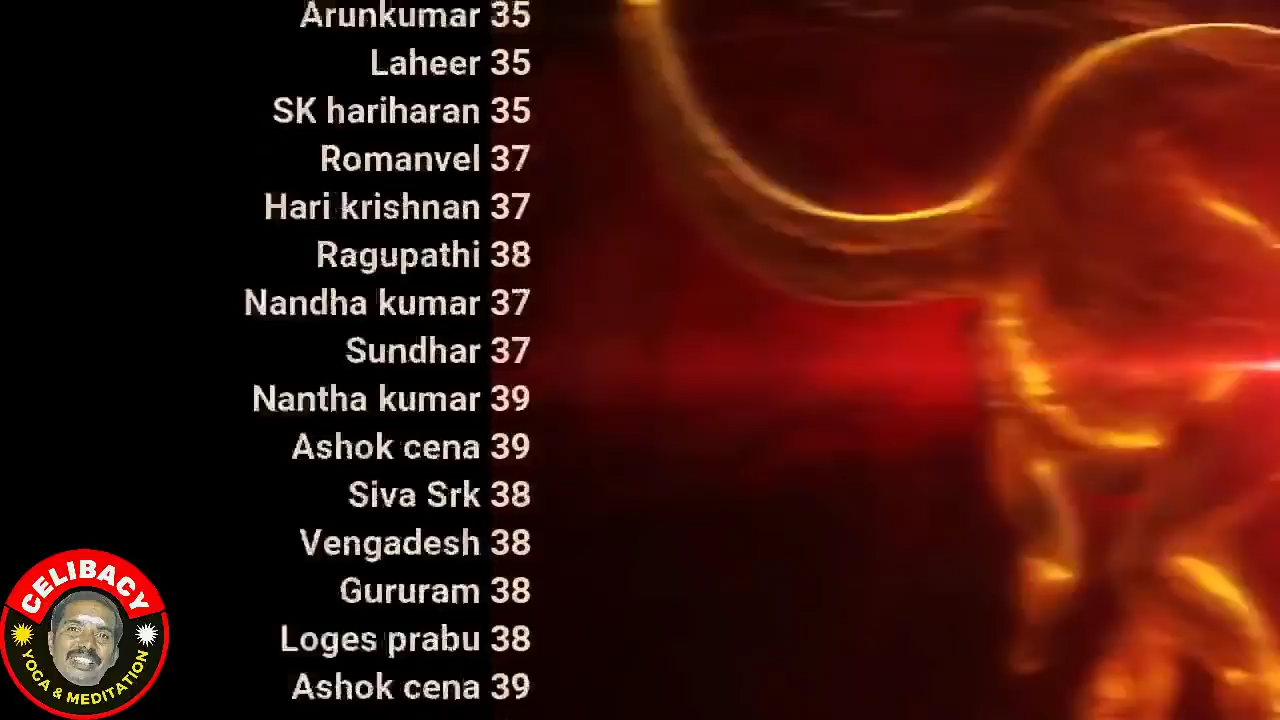 Arunkumar 35
Laheer 35
SK hariharan 35
Romanvel 37
Hari krishnan 37
Ragupathi 38
Nandha kumar 37
Sundhar 37
Nantha kumar 39
Ashok cena 39
Siva Srk 38
Vengadesh 38
Gururam 38
Loges prabu 38
Ashok cena 39
CELIBACY
YOGA & MEDITATION